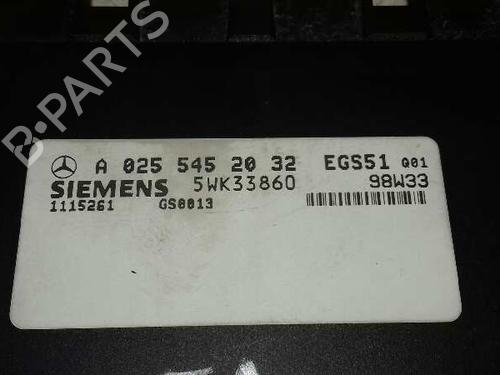 B-PARTS
A 025 545 20 32 EGS51 Q01
SIEMENS 5WK33860 98W33
1115261 GS0013